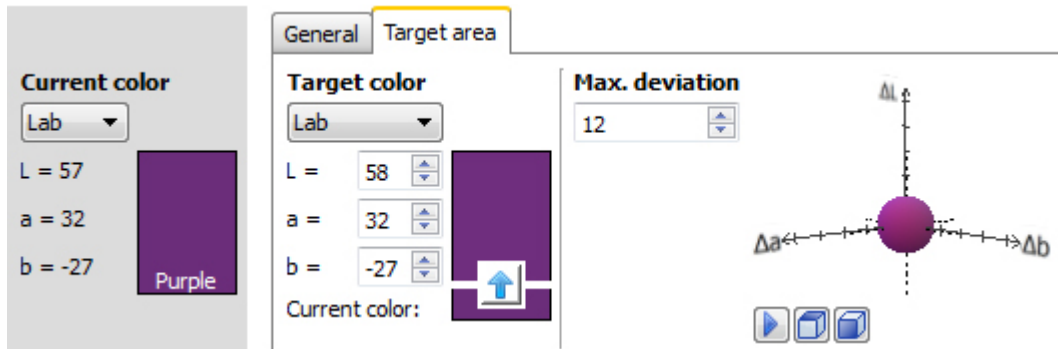 General
Target area
Current color
Lab
L = 57
a = 32
b = -27
Purple
Target color
Lab
L = 58
a = 32
b = -27
Current color:
Max. deviation
12
ΔL
Δa
Δb